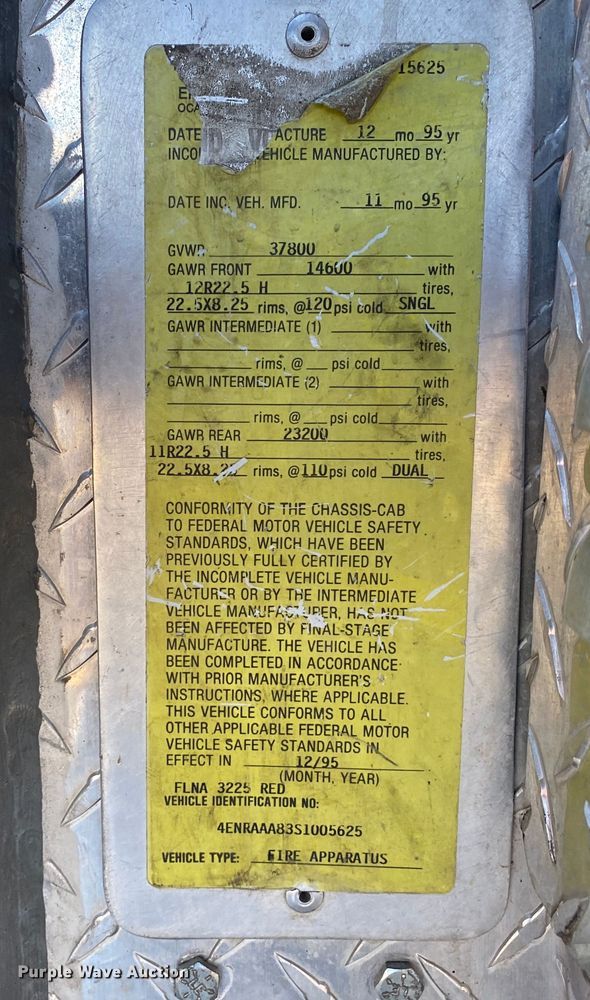 15625
E
OCA
DATE ACTURE 12 mo 95 yr
INCO EHICLE MANUFACTURED BY:
DATE INC. VEH. MFD. 11 mo 95 yr
GVWR 37800
GAWR FRONT 14600 with
12R22.5 H tires,
22.5X8.25 rims, @120 psi cold SNGL
GAWR INTERMEDIATE (1) with
tires,
rims, @ psi cold
GAWR INTERMEDIATE (2) with
tires,
rims, @ psi cold
GAWR REAR 23200 with
11R22.5 H tires,
22.5X8.25 rims, @110 psi cold DUAL
CONFORMITY OF THE CHASSIS-CAB
TO FEDERAL MOTOR VEHICLE SAFETY
STANDARDS, WHICH HAVE BEEN
PREVIOUSLY FULLY CERTIFIED BY
THE INCOMPLETE VEHICLE MANU-
FACTURER OR BY THE INTERMEDIATE
VEHICLE MANUFACTURER, HAS NOT
BEEN AFFECTED BY FINAL-STAGE
MANUFACTURE. THE VEHICLE HAS
BEEN COMPLETED IN ACCORDANCE
WITH PRIOR MANUFACTURER'S
INSTRUCTIONS, WHERE APPLICABLE.
THIS VEHICLE CONFORMS TO ALL
OTHER APPLICABLE FEDERAL MOTOR
VEHICLE SAFETY STANDARDS IN
EFFECT IN 12/95
(MONTH, YEAR)
FLNA 3225 RED
VEHICLE IDENTIFICATION NO:
4ENRAAA83S1005625
VEHICLE TYPE: FIRE APPARATUS
Purple Wave Auction